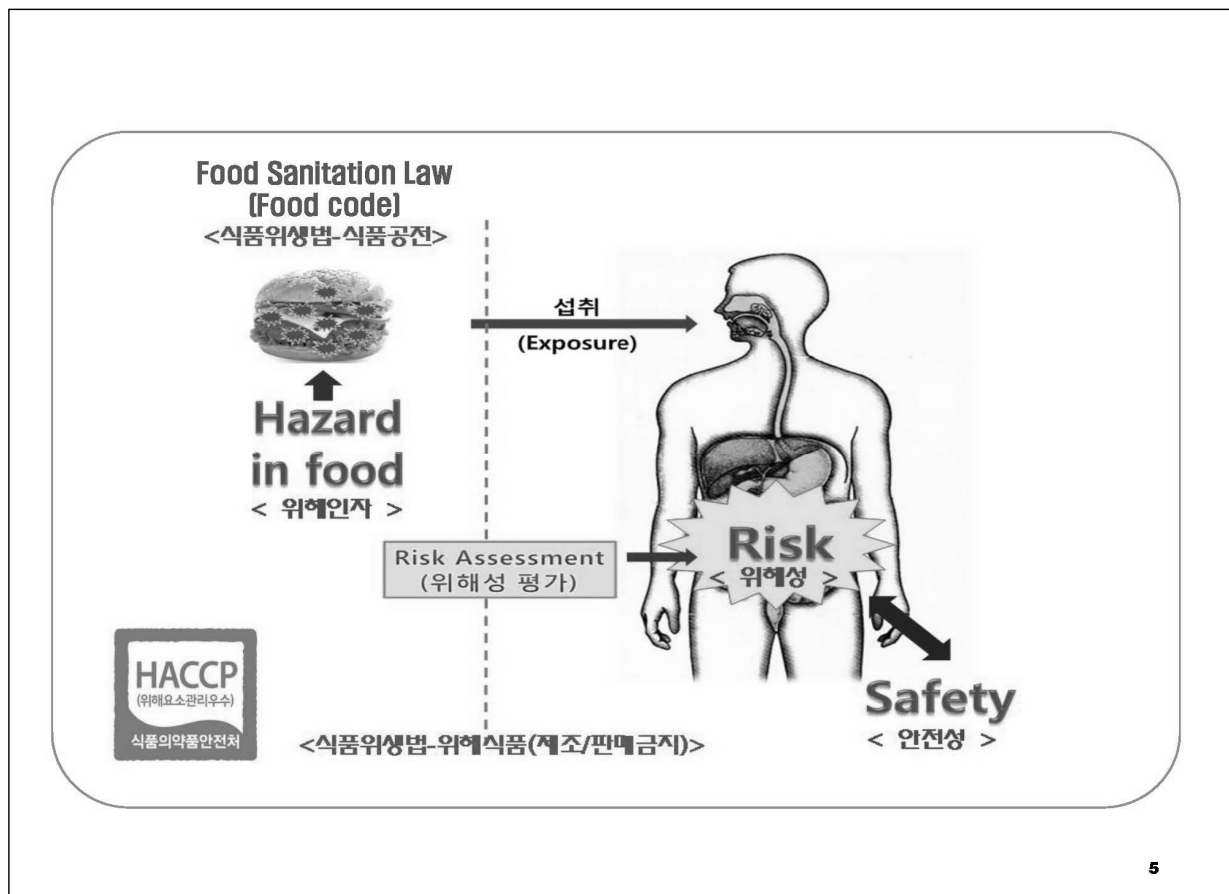 Food Sanitation Law
(Food code)
<식품위생법-식품공전>
섭취
(Exposure)
Hazard
in food
< 위해인자 >
Risk Assessment
(위해성 평가)
Risk
< 위해성 >
HACCP
(위해요소관리우수)
식품의약품안전처
<식품위생법-위해식품(제조/판매금지)>
Safety
< 안전성 >
5